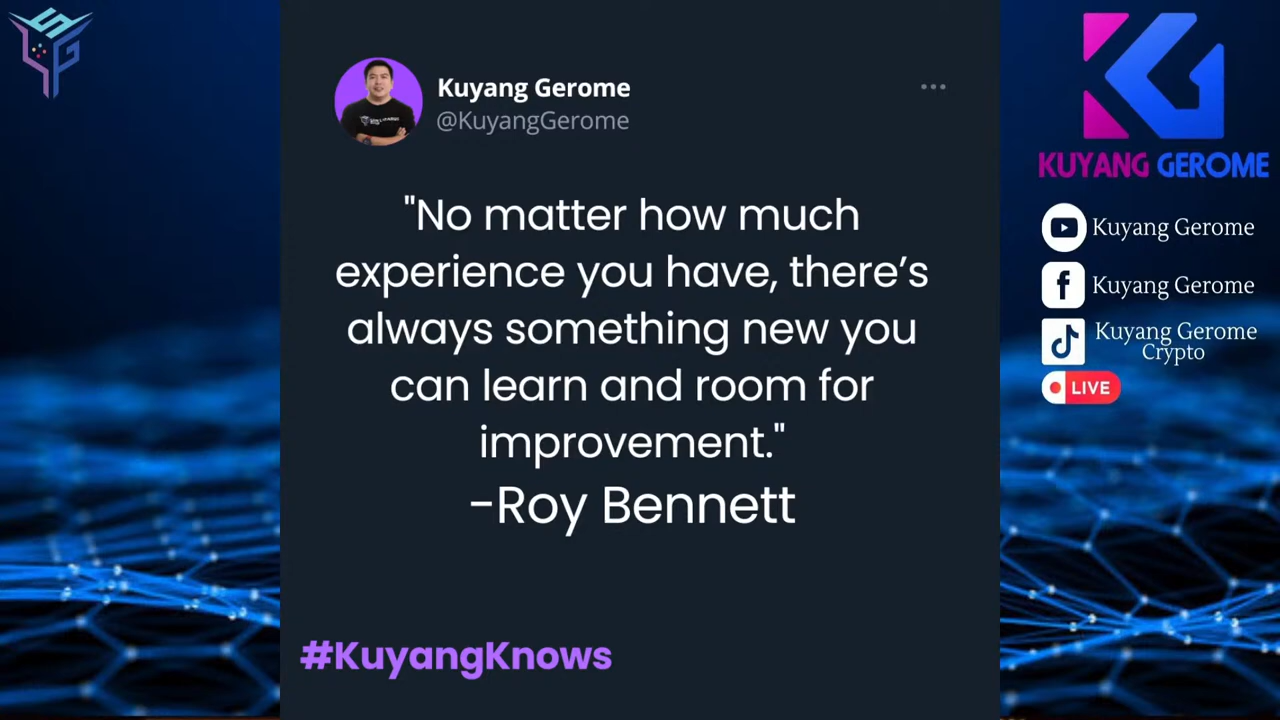 Kuyang Gerome
@KuyangGerome
"No matter how much
experience you have, there’s
always something new you
can learn and room for
improvement."
-Roy Bennett
#KuyangKnows
KUYANG GEROME
Kuyang Gerome
Kuyang Gerome
Kuyang Gerome
Crypto
LIVE